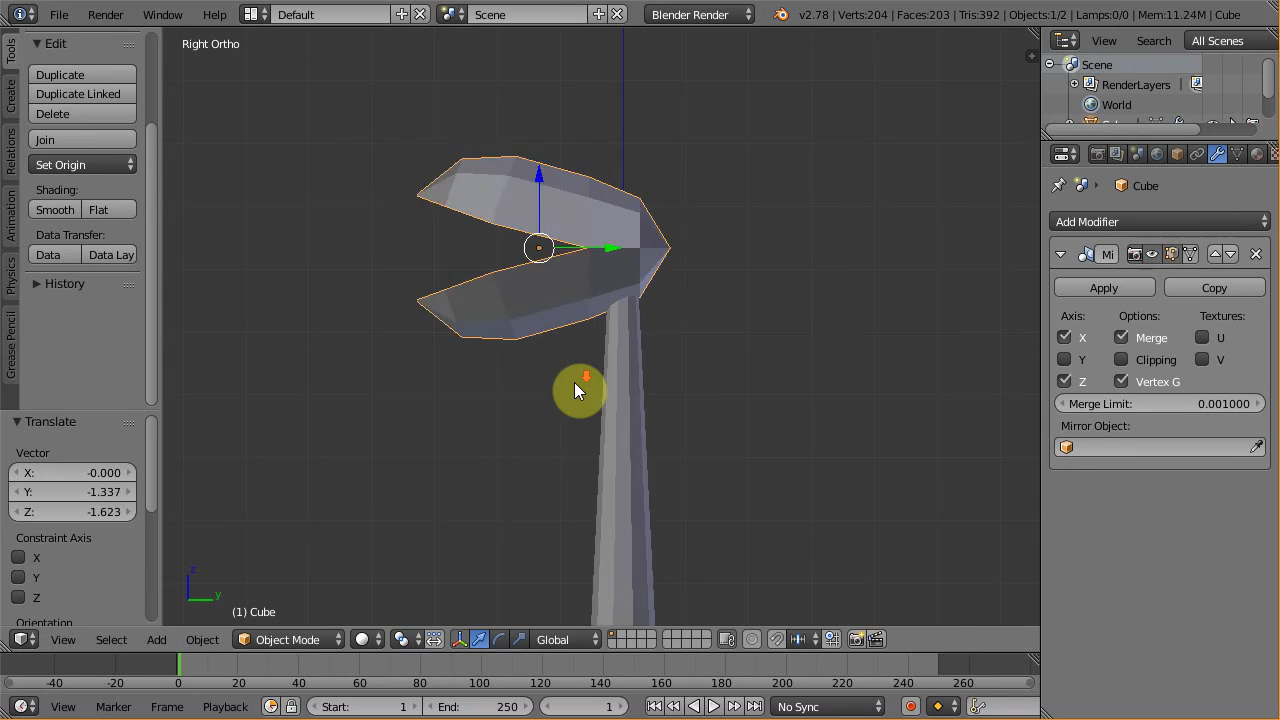 File Render Window Help Default Scene Blender Render v2.78 | Verts:204 | Faces:203 | Tris:392 | Objects:1/2 | Lamps:0/0 | Mem:11.24M | Cube
Tools
Create
Relations
Animation
Physics
Grease Pencil
Edit
Duplicate
Duplicate Linked
Delete
Join
Set Origin
Shading:
Smooth Flat
Data Transfer:
Data Data Lay
History
Translate
Vector
X: -0.000
Y: -1.337
Z: -1.623
Constraint Axis
X
Y
Z
Orientation
Right Ortho
z
y
(1) Cube
View Select Add Object Object Mode Global
-40 -20 0 20 40 60 80 100 120 140 160 180 200 220 240 260
View Marker Frame Playback Start: 1 End: 250 1 No Sync
View Search All Scenes
Scene
RenderLayers
World
Cube
Add Modifier
Mi
Apply Copy
Axis: Options: Textures:
X Merge U
Y Clipping V
Z Vertex G
Merge Limit: 0.001000
Mirror Object: